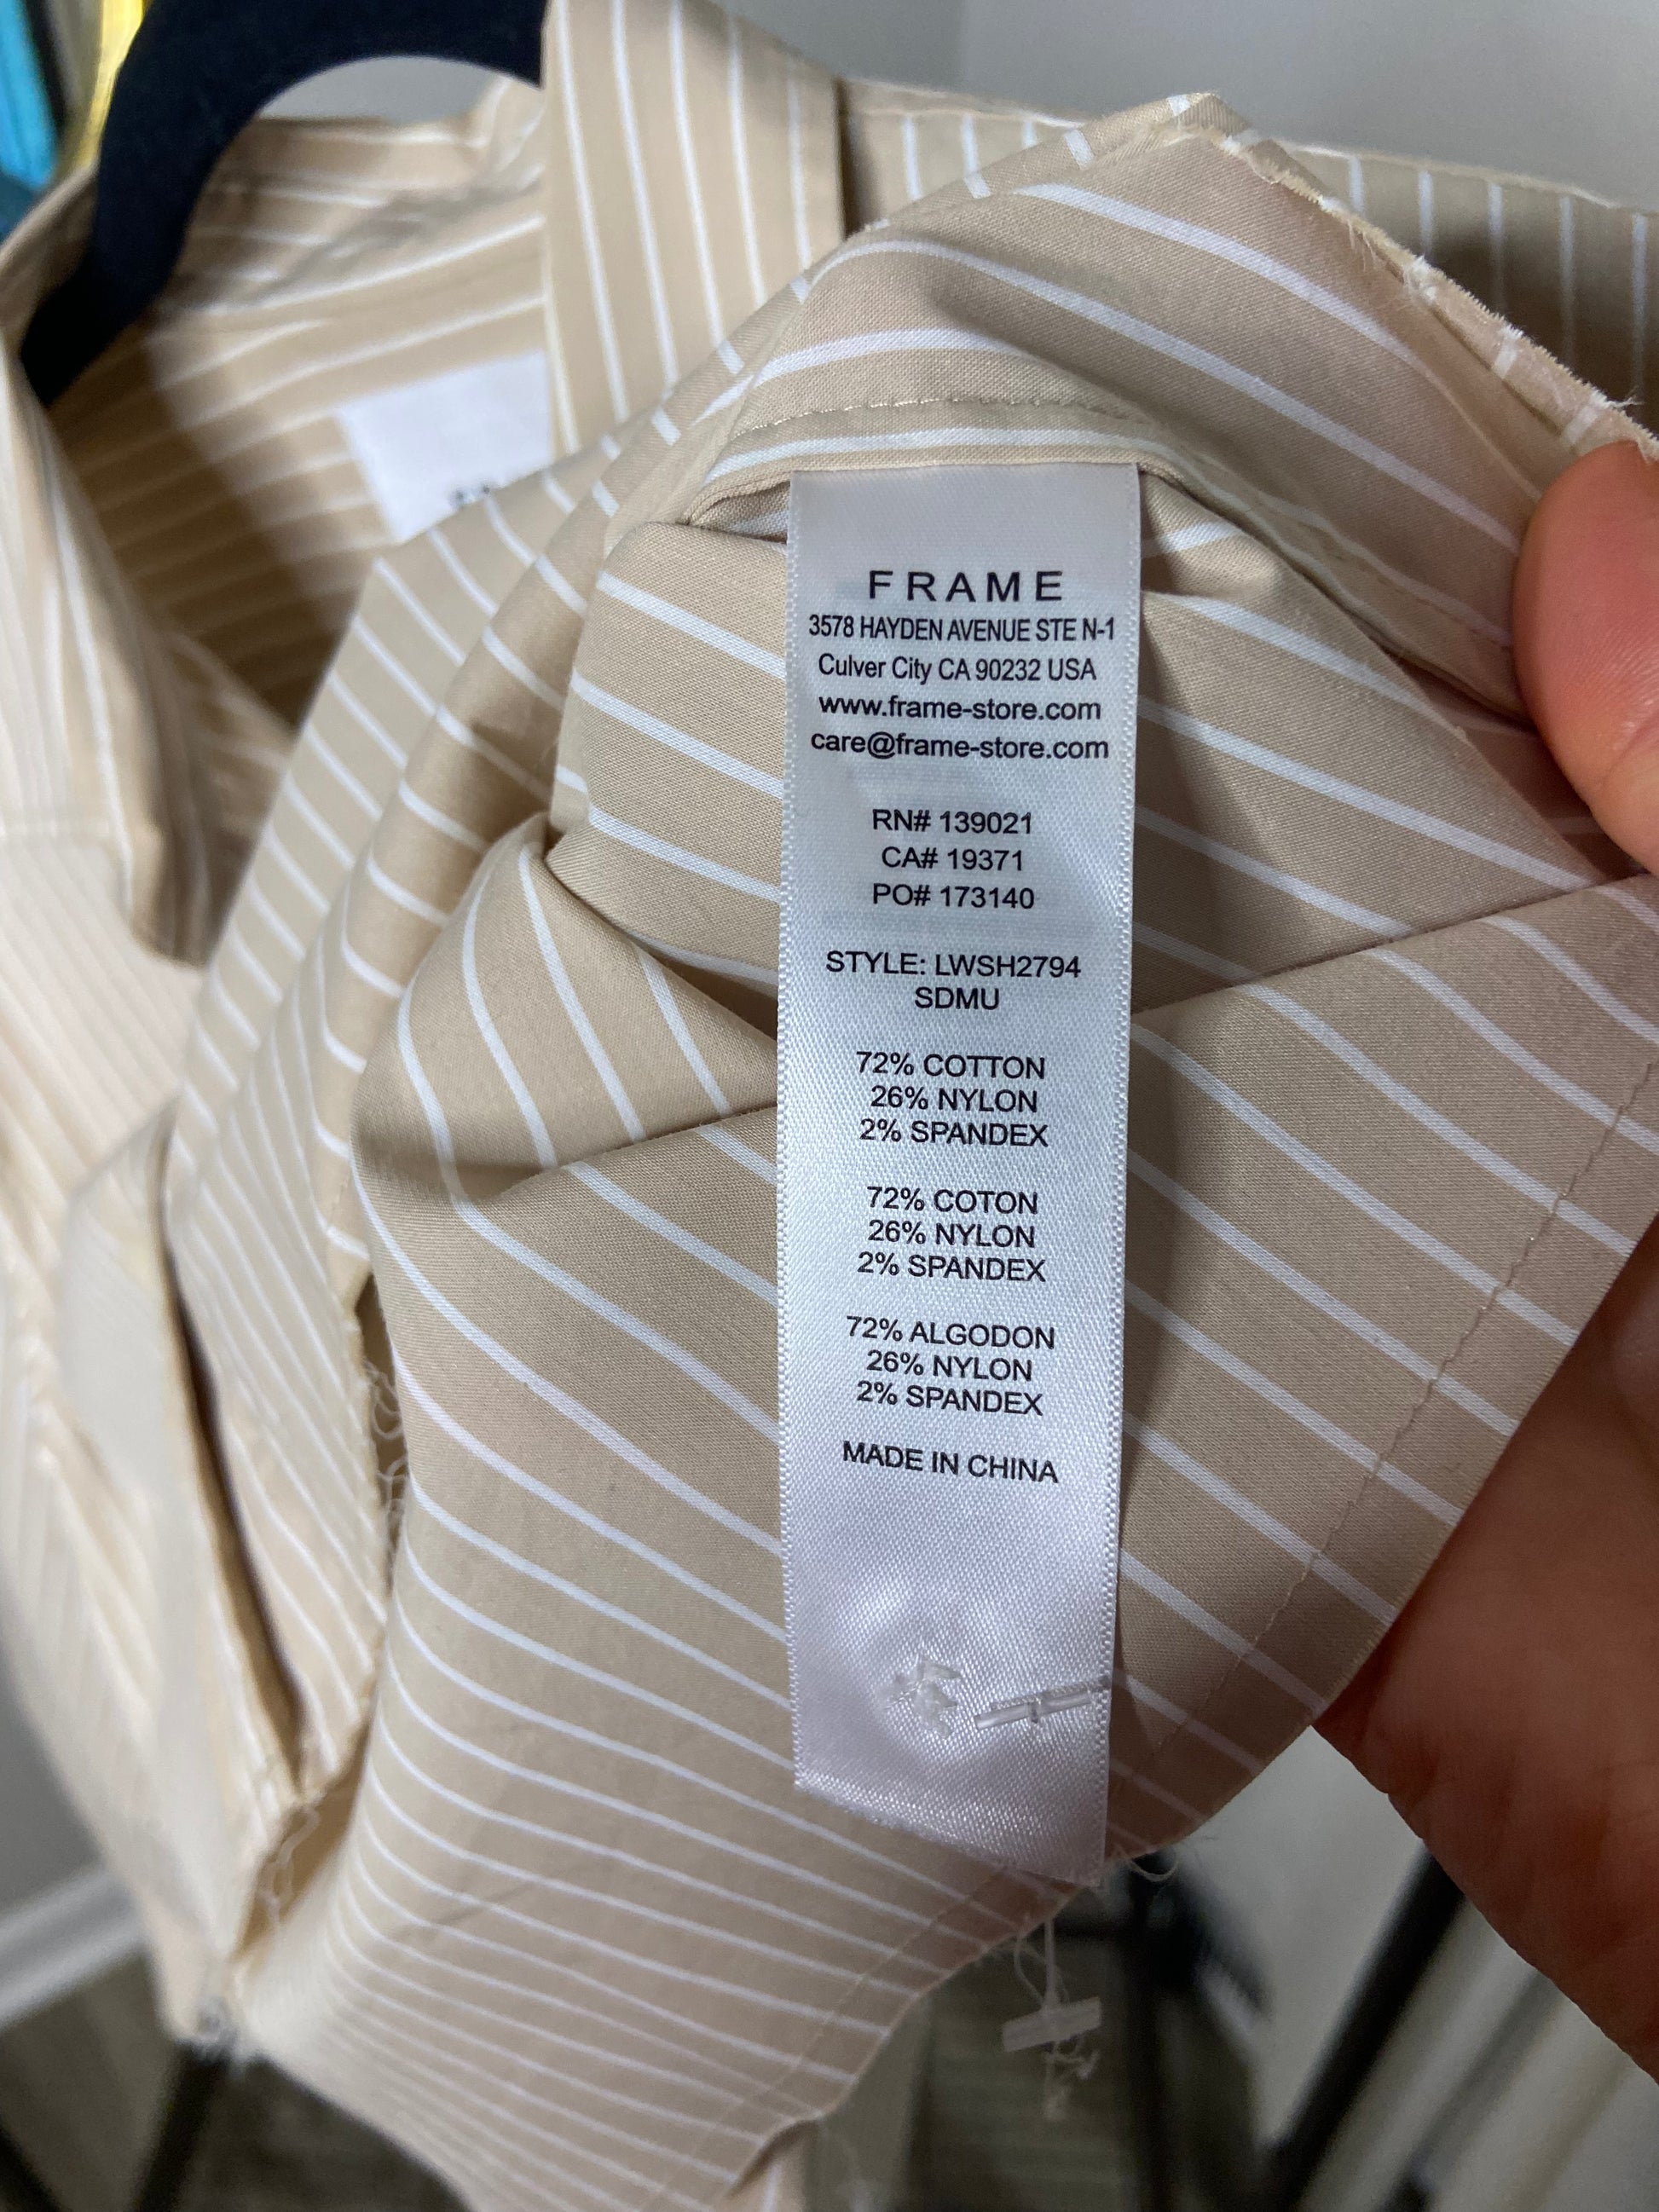 FRAME
3578 HAYDEN AVENUE STE N-1
Culver City CA 90232 USA
www.frame-store.com
care@frame-store.com
RN# 139021
CA# 19371
PO# 173140
STYLE: LWSH2794
SDMU
72% COTTON
26% NYLON
2% SPANDEX
72% COTON
26% NYLON
2% SPANDEX
72% ALGODON
26% NYLON
2% SPANDEX
MADE IN CHINA